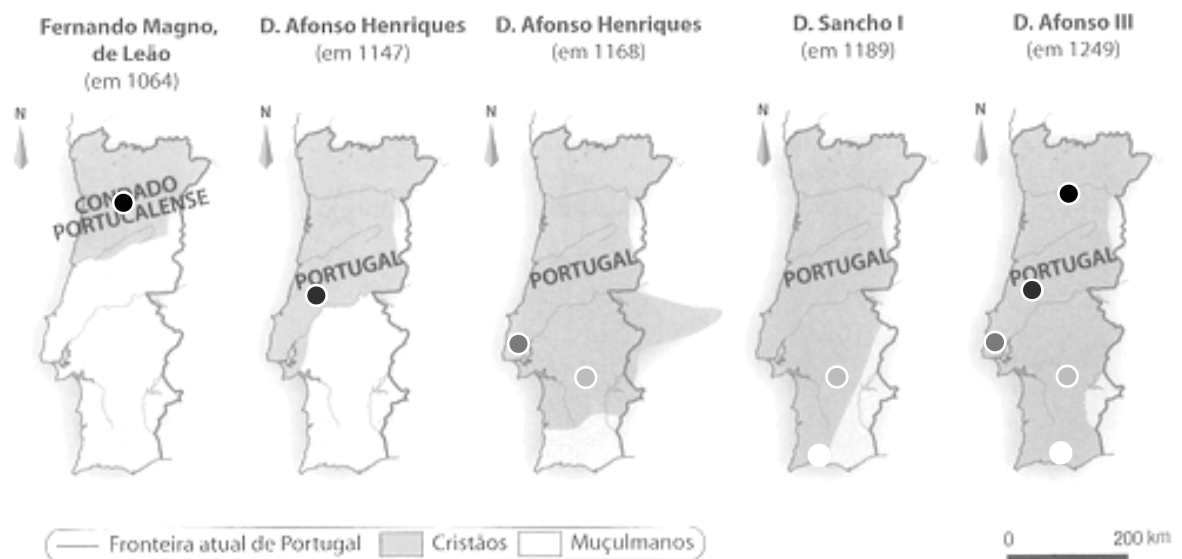 Fernando Magno,
de Leão
(em 1064)
D. Afonso Henriques
(em 1147)
D. Afonso Henriques
(em 1168)
D. Sancho I
(em 1189)
D. Afonso III
(em 1249)
N
N
N
N
N
CONDADO
PORTUCALENSE
PORTUGAL
PORTUGAL
PORTUGAL
PORTUGAL
Fronteira atual de Portugal
Cristãos
Muçulmanos
0
200 km